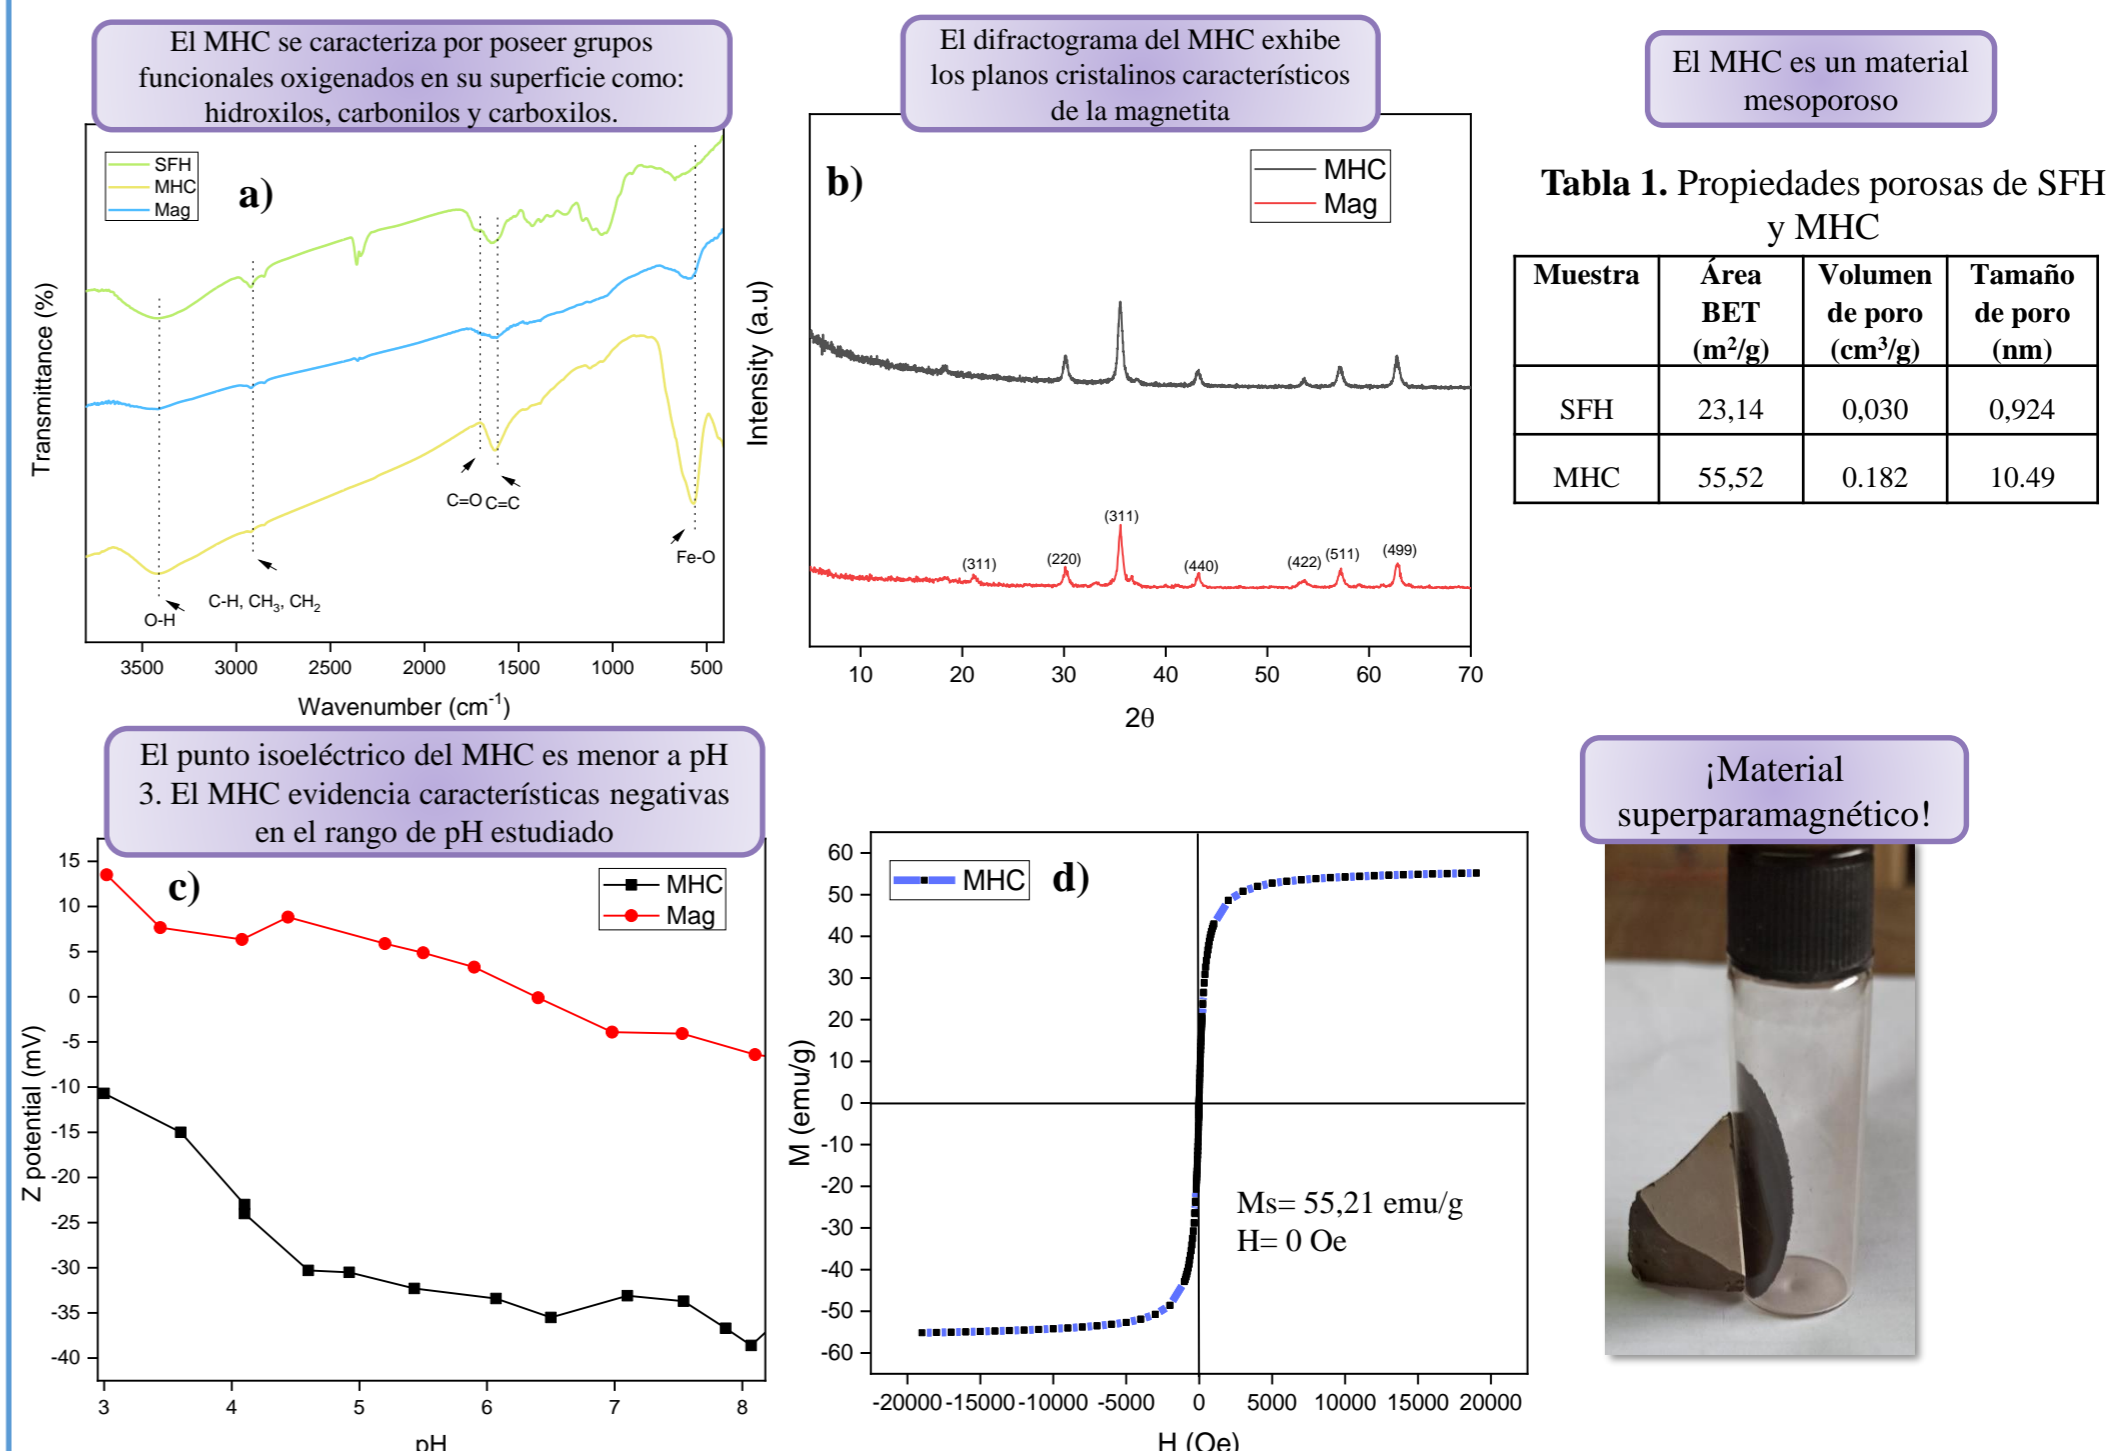 El MHC se caracteriza por poseer grupos
funcionales oxigenados en su superficie como:
hidroxilos, carbonilos y carboxilos.
SFH
MHC
Mag
a)
Transmittance (%)
C=O C=C
Fe-O
C-H, CH₃, CH₂
O-H
3500 3000 2500 2000 1500 1000 500
Wavenumber (cm⁻¹)
El difractograma del MHC exhibe
los planos cristalinos característicos
de la magnetita
b)
MHC
Mag
Intensity (a.u)
(311) (220) (311) (440) (422) (511) (499)
10 20 30 40 50 60 70
2θ
El MHC es un material
mesoporoso
Tabla 1. Propiedades porosas de SFH
y MHC
Muestra Área BET (m²/g) Volumen de poro (cm³/g) Tamaño de poro (nm)
SFH 23,14 0,030 0,924
MHC 55,52 0.182 10.49
El punto isoeléctrico del MHC es menor a pH
3. El MHC evidencia características negativas
en el rango de pH estudiado
c)
MHC
Mag
Z potential (mV)
15
10
5
0
-5
-10
-15
-20
-25
-30
-35
-40
3 4 5 6 7 8
pH
MHC
d)
M (emu/g)
60
50
40
30
20
10
0
-10
-20
-30
-40
-50
-60
Ms= 55,21 emu/g
H= 0 Oe
-20000 -15000 -10000 -5000 0 5000 10000 15000 20000
H (Oe)
¡Material
superparamagnético!